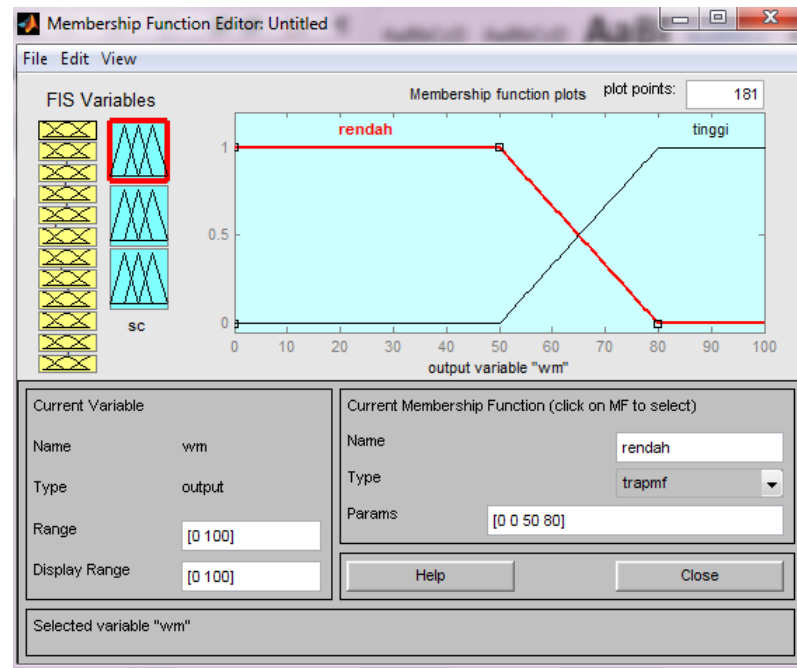 Membership Function Editor: Untitled
File Edit View
FIS Variables
Membership function plots plot points: 181
rendah tinggi
1
0.5
0
sc
0 10 20 30 40 50 60 70 80 90 100
output variable "wm"
Current Variable
Name wm
Type output
Range [0 100]
Display Range [0 100]
Current Membership Function (click on MF to select)
Name rendah
Type trapmf
Params [0 0 50 80]
Help Close
Selected variable "wm"